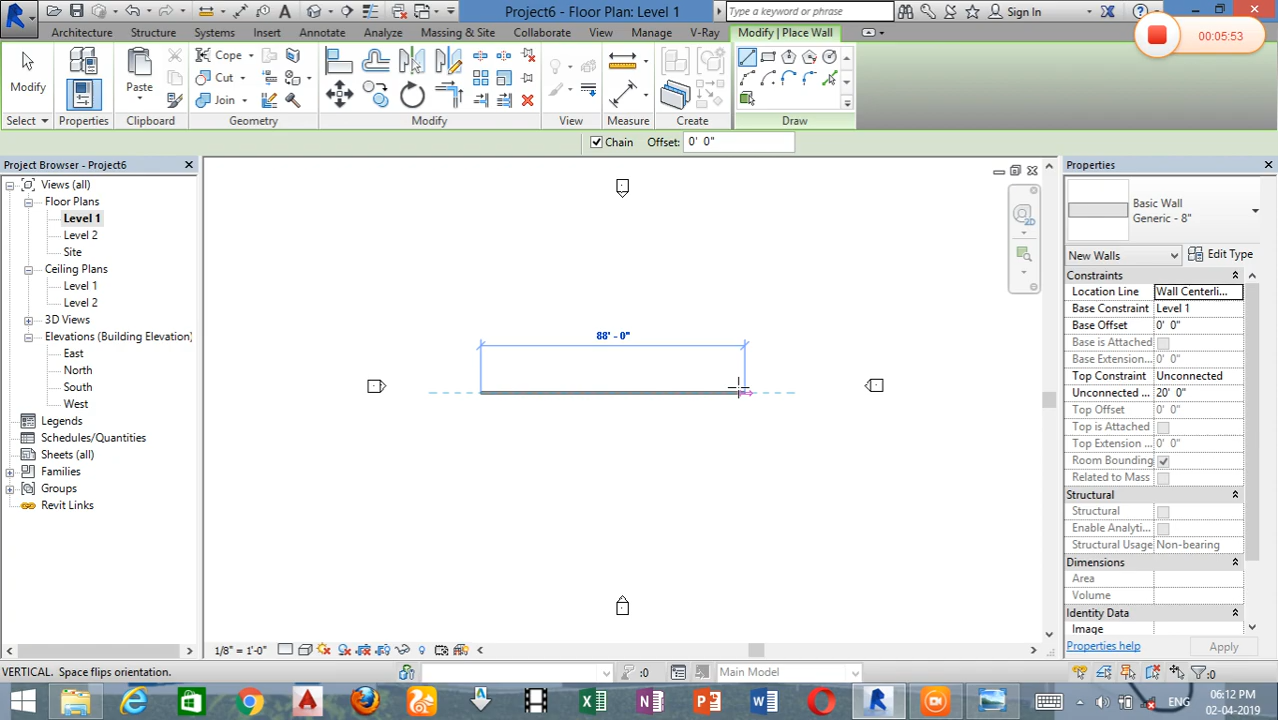 Project6 - Floor Plan: Level 1
Type a keyword or phrase
Sign In
Architecture
Structure
Systems
Insert
Annotate
Analyze
Massing & Site
Collaborate
View
Manage
V-Ray
Modify | Place Wall
00:05:53
Modify
Paste
Cope
Cut
Join
Select
Properties
Clipboard
Geometry
Modify
View
Measure
Create
Draw
Chain
Offset:
0' 0"
Project Browser - Project6
Views (all)
Floor Plans
Level 1
Level 2
Site
Ceiling Plans
Level 1
Level 2
3D Views
Elevations (Building Elevation)
East
North
South
West
Legends
Schedules/Quantities
Sheets (all)
Families
Groups
Revit Links
2D
88' - 0"
Properties
Basic Wall
Generic - 8"
New Walls
Edit Type
Constraints
Location Line Wall Centerli...
Base Constraint Level 1
Base Offset 0' 0"
Base is Attached
Base Extension... 0' 0"
Top Constraint Unconnected
Unconnected ... 20' 0"
Top Offset 0' 0"
Top is Attached
Top Extension ... 0' 0"
Room Bounding
Related to Mass
Structural
Structural
Enable Analyti...
Structural Usage Non-bearing
Dimensions
Area
Volume
Identity Data
Image
Properties help
Apply
1/8" = 1'-0"
VERTICAL. Space flips orientation.
:0
Main Model
:0
ENG
06:12 PM
02-04-2019